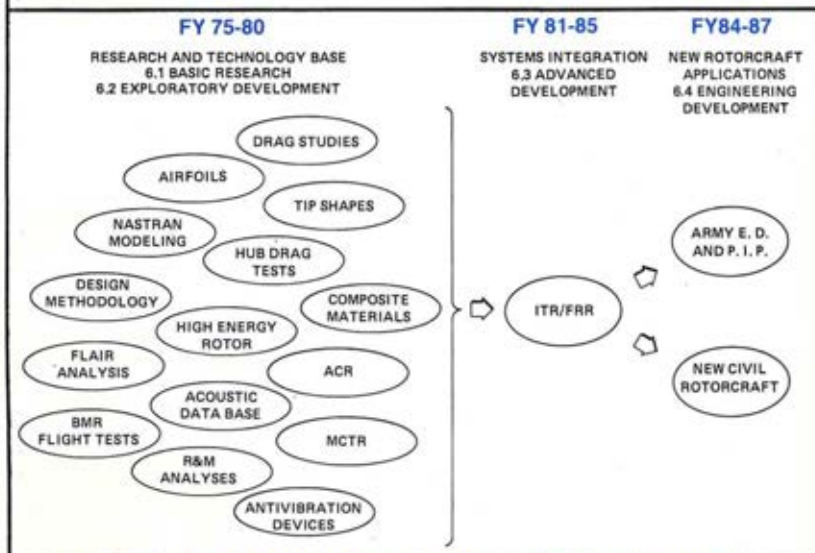 FY 75-80
RESEARCH AND TECHNOLOGY BASE
6.1 BASIC RESEARCH
6.2 EXPLORATORY DEVELOPMENT
DRAG STUDIES
AIRFOILS
TIP SHAPES
NASTRAN
MODELING
HUB DRAG
TESTS
DESIGN
METHODOLOGY
COMPOSITE
MATERIALS
HIGH ENERGY
ROTOR
FLAIR
ANALYSIS
ACR
ACOUSTIC
DATA BASE
BMR
FLIGHT TESTS
MCTR
R&M
ANALYSES
ANTIVIBRATION
DEVICES
FY 81-85
SYSTEMS INTEGRATION
6.3 ADVANCED
DEVELOPMENT
ITR/FRR
FY84-87
NEW ROTORCRAFT
APPLICATIONS
6.4 ENGINEERING
DEVELOPMENT
ARMY E. D.
AND P. I. P.
NEW CIVIL
ROTORCRAFT